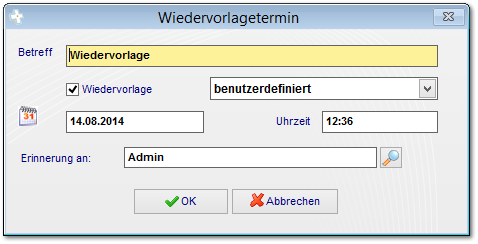 Wiedervorlagetermin
Betreff Wiedervorlage
Wiedervorlage benutzerdefiniert
31 14.08.2014 Uhrzeit 12:36
Erinnerung an: Admin
OK Abbrechen